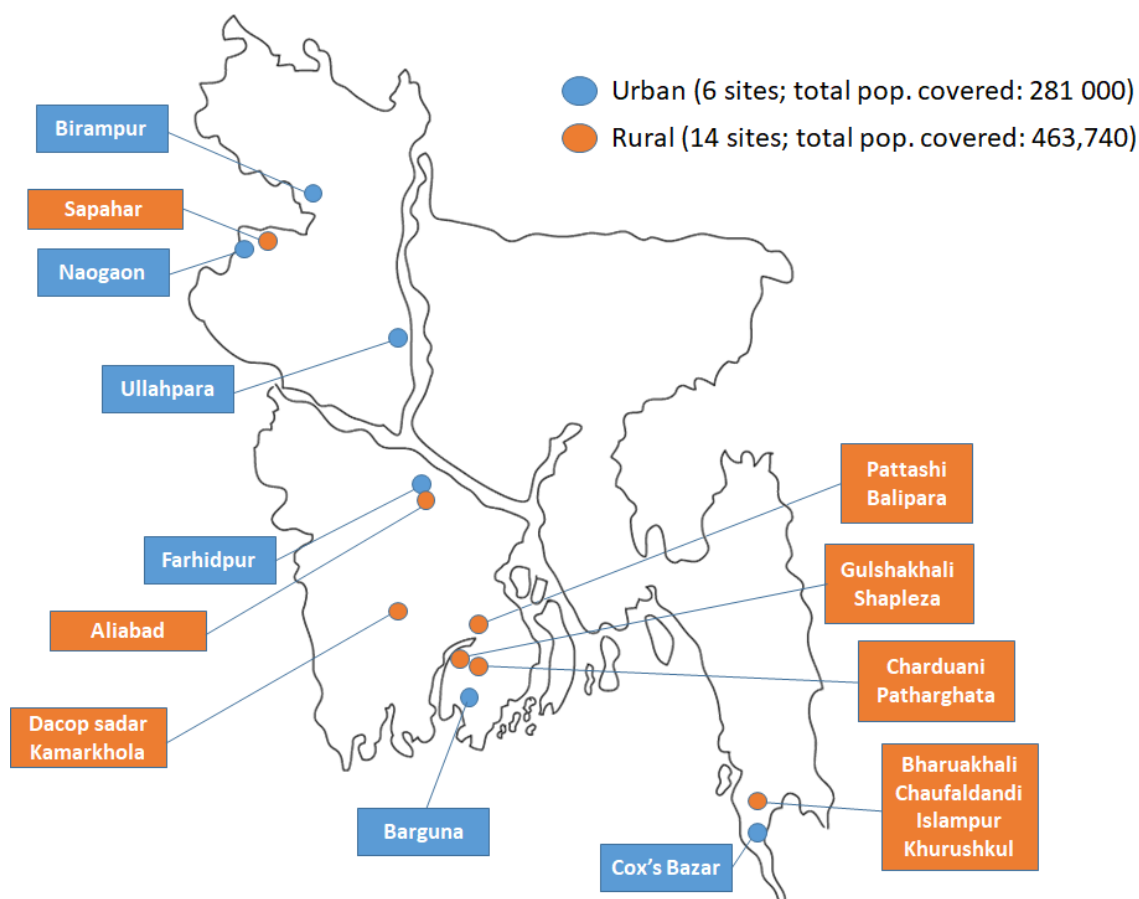 Urban (6 sites; total pop. covered: 281 000)
Rural (14 sites; total pop. covered: 463,740)
Birampur
Sapahar
Naogaon
Ullahpara
Pattashi
Balipara
Farhidpur
Gulshakhali
Shapleza
Aliabad
Charduani
Patharghata
Dacop sadar
Kamarkhola
Bharuakhali
Chaufaldandi
Islampur
Khurushkul
Barguna
Cox's Bazar